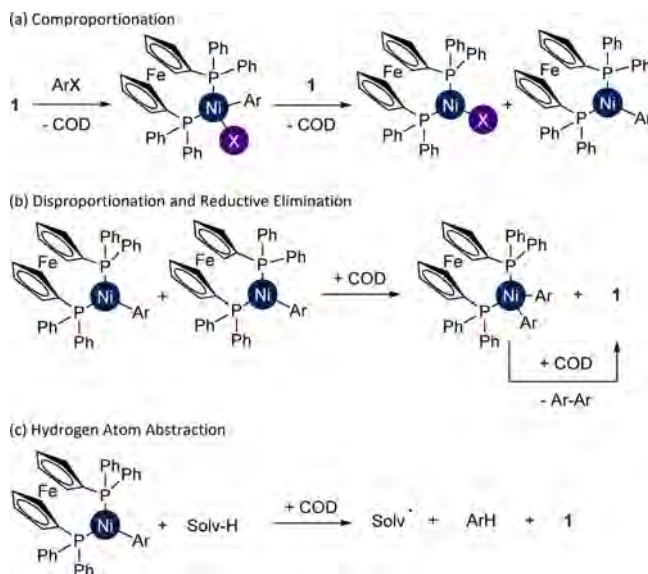 (a) Comproportionation
1
ArX
- COD
Fe
Ph
P
Ph
Ni
Ar
P
X
Ph
Ph
1
- COD
Fe
Ph
Ph
P
Ni
P
X
Ph
Ph
+
Fe
Ph
Ph
P
Ni
P
Ar
Ph
Ph
(b) Disproportionation and Reductive Elimination
Fe
Ph
Ph
P
Ni
P
Ar
Ph
Ph
+
Fe
Ph
P
Ph
Ni
P
Ar
Ph
Ph
+ COD
Fe
Ph
Ph
P
Ni
Ar
P
Ar
Ph
Ph
+
1
+ COD
- Ar-Ar
(c) Hydrogen Atom Abstraction
Fe
Ph
Ph
P
Ni
P
Ar
Ph
Ph
+ Solv-H
+ COD
Solv· + ArH + 1